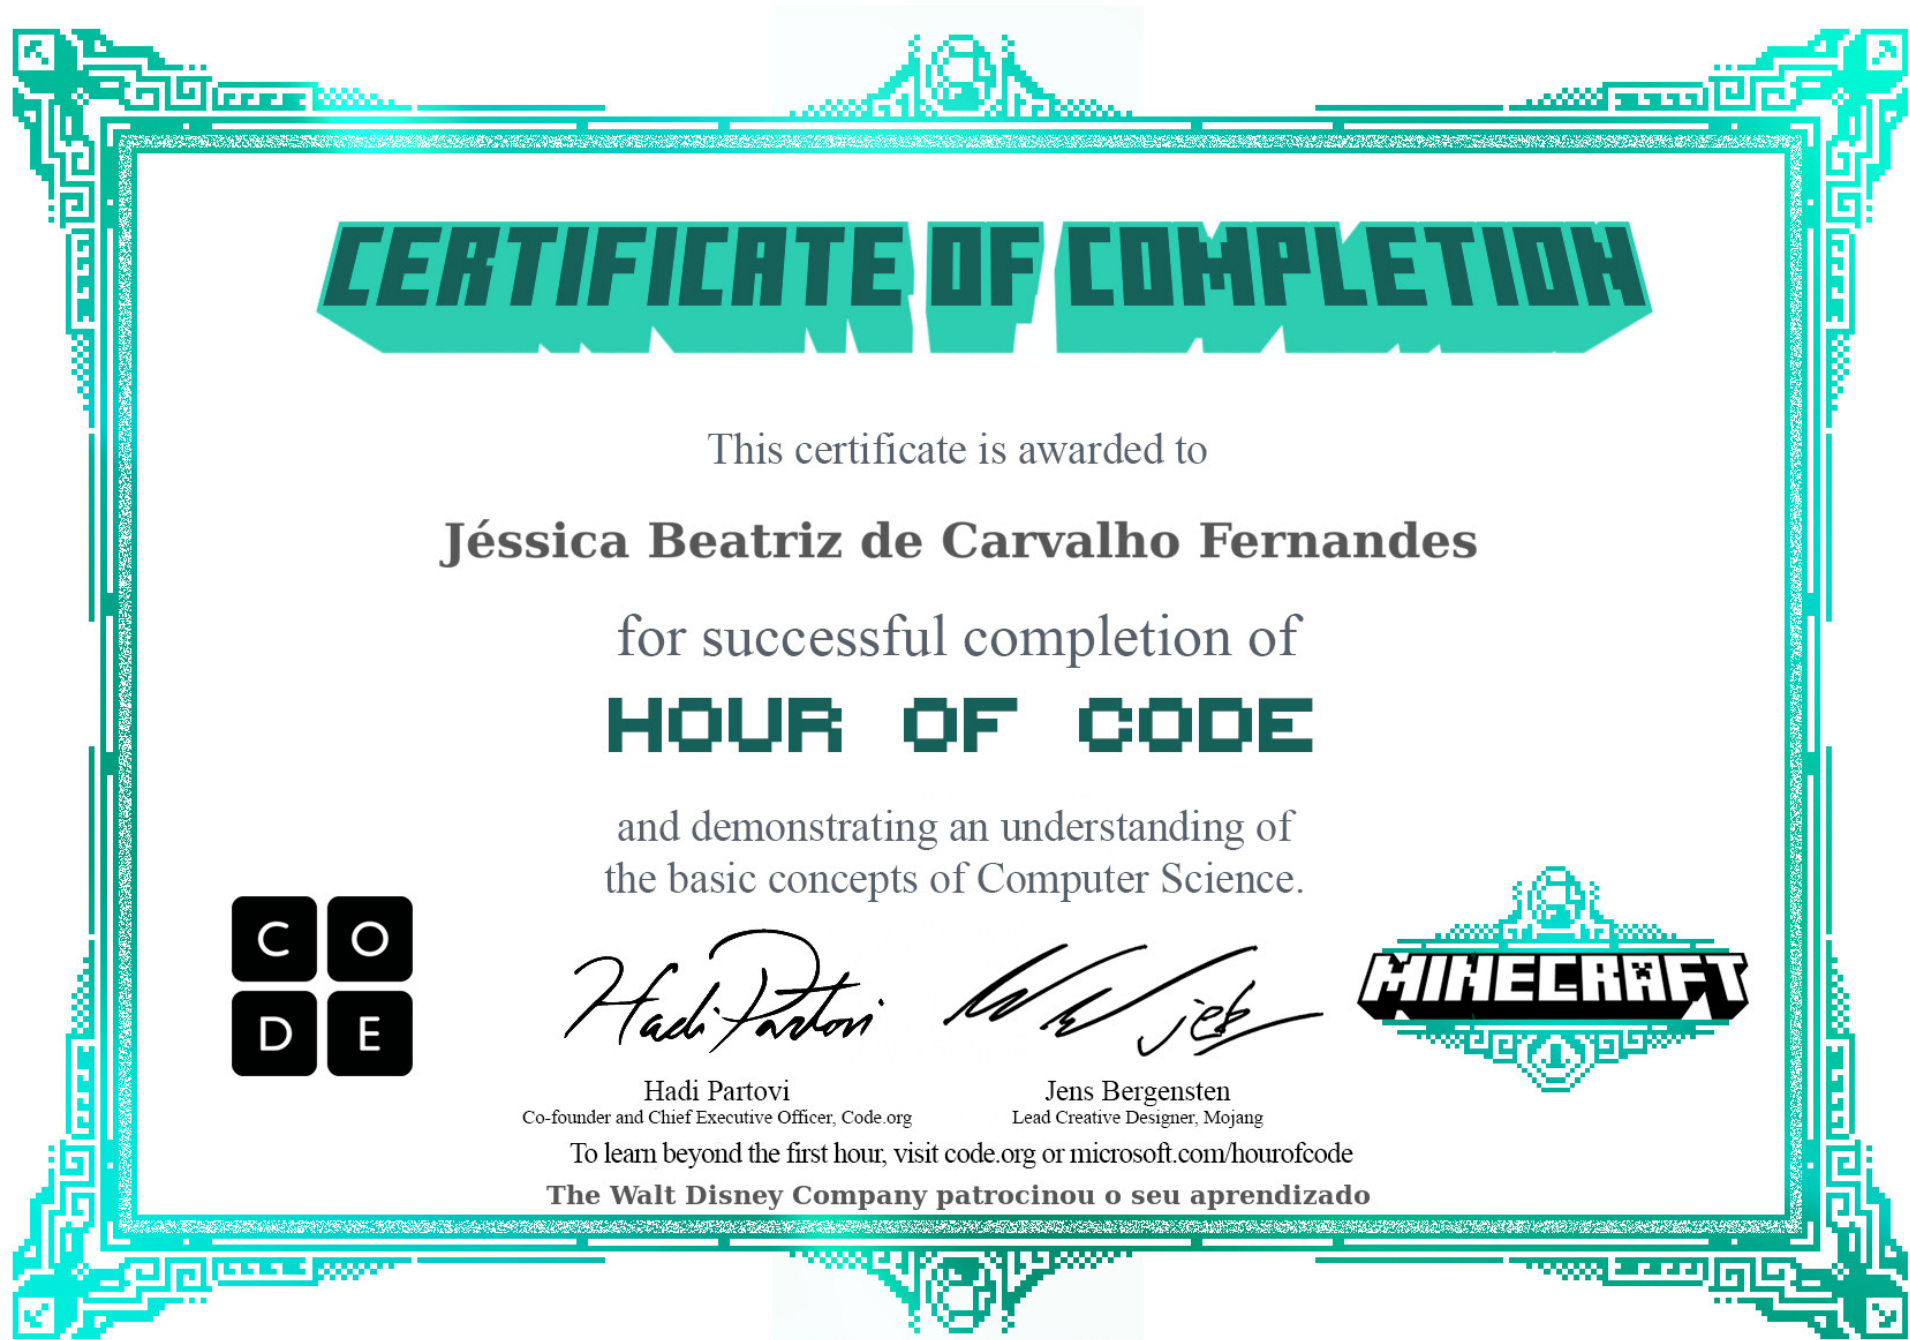 CERTIFICATE OF COMPLETION
This certificate is awarded to
Jéssica Beatriz de Carvalho Fernandes
for successful completion of
HOUR OF CODE
and demonstrating an understanding of
the basic concepts of Computer Science.
C O
D E
Hadi Partovi
jeb
MINECRAFT
Hadi Partovi
Co-founder and Chief Executive Officer, Code.org
Jens Bergensten
Lead Creative Designer, Mojang
To learn beyond the first hour, visit code.org or microsoft.com/hourofcode
The Walt Disney Company patrocinou o seu aprendizado